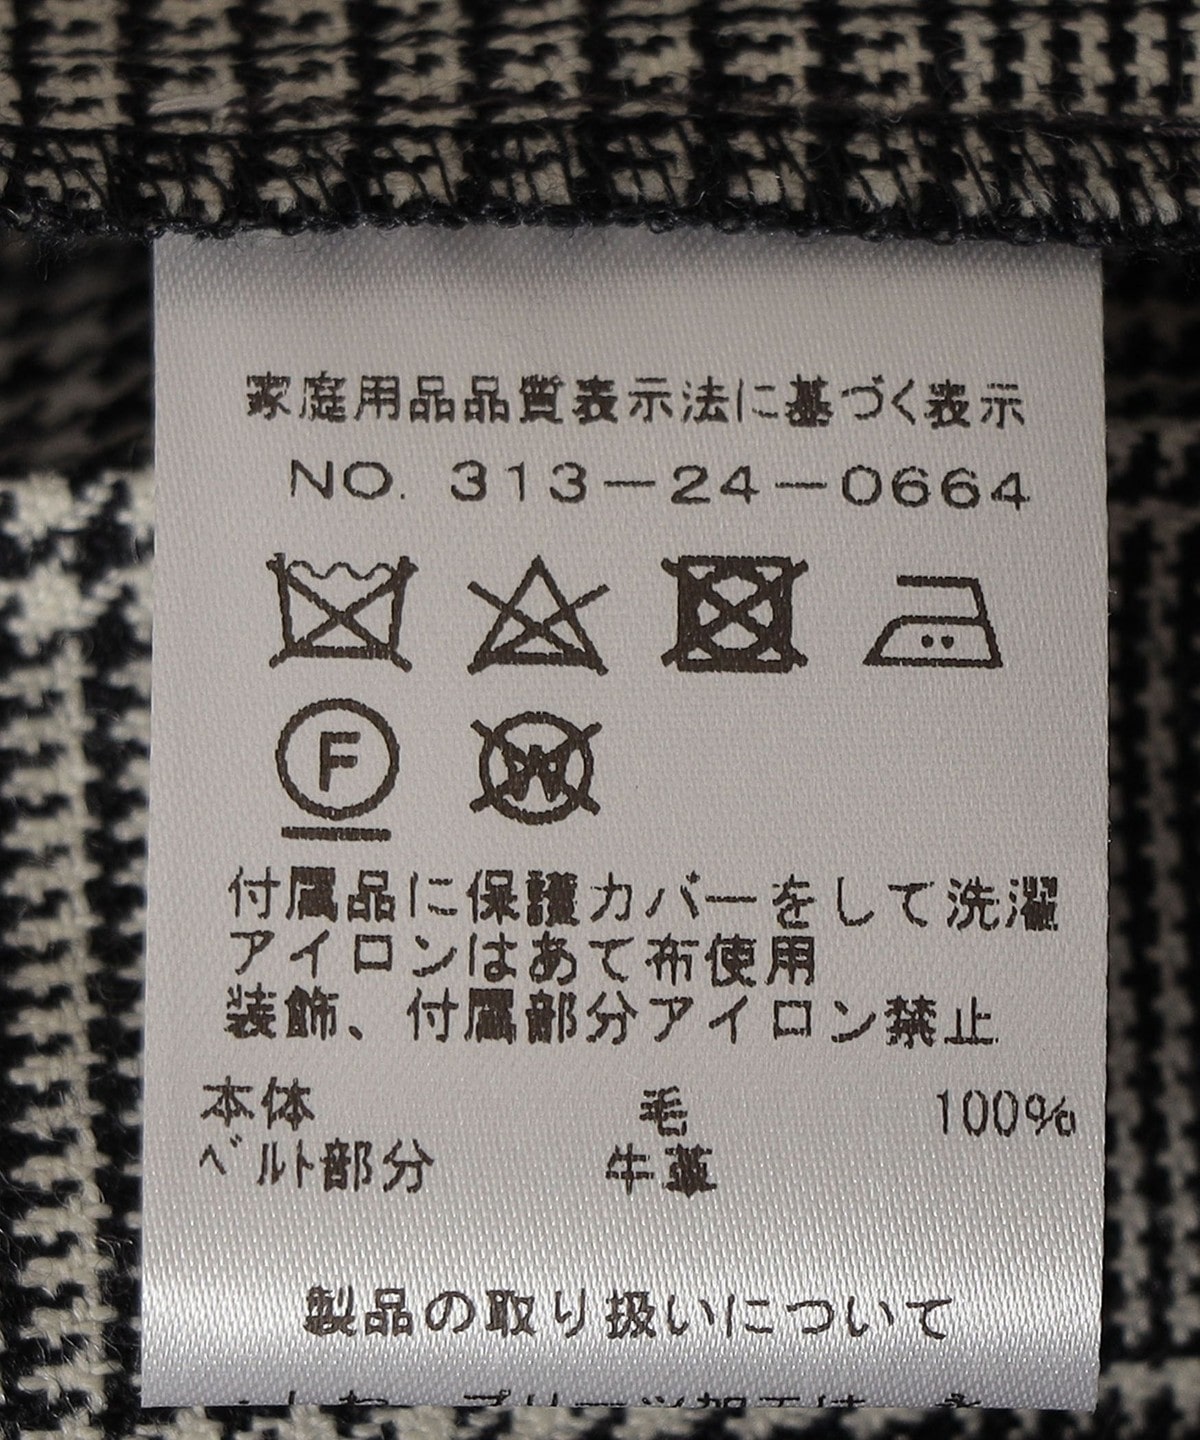 家庭用品品質表示法に基づく表示
NO. 313-24-0664
F W
付属品に保護カバーをして洗濯
アイロンはあて布使用
装飾、付属部分アイロン禁止
本体 毛 100%
ベルト部分 牛革
製品の取り扱いについて